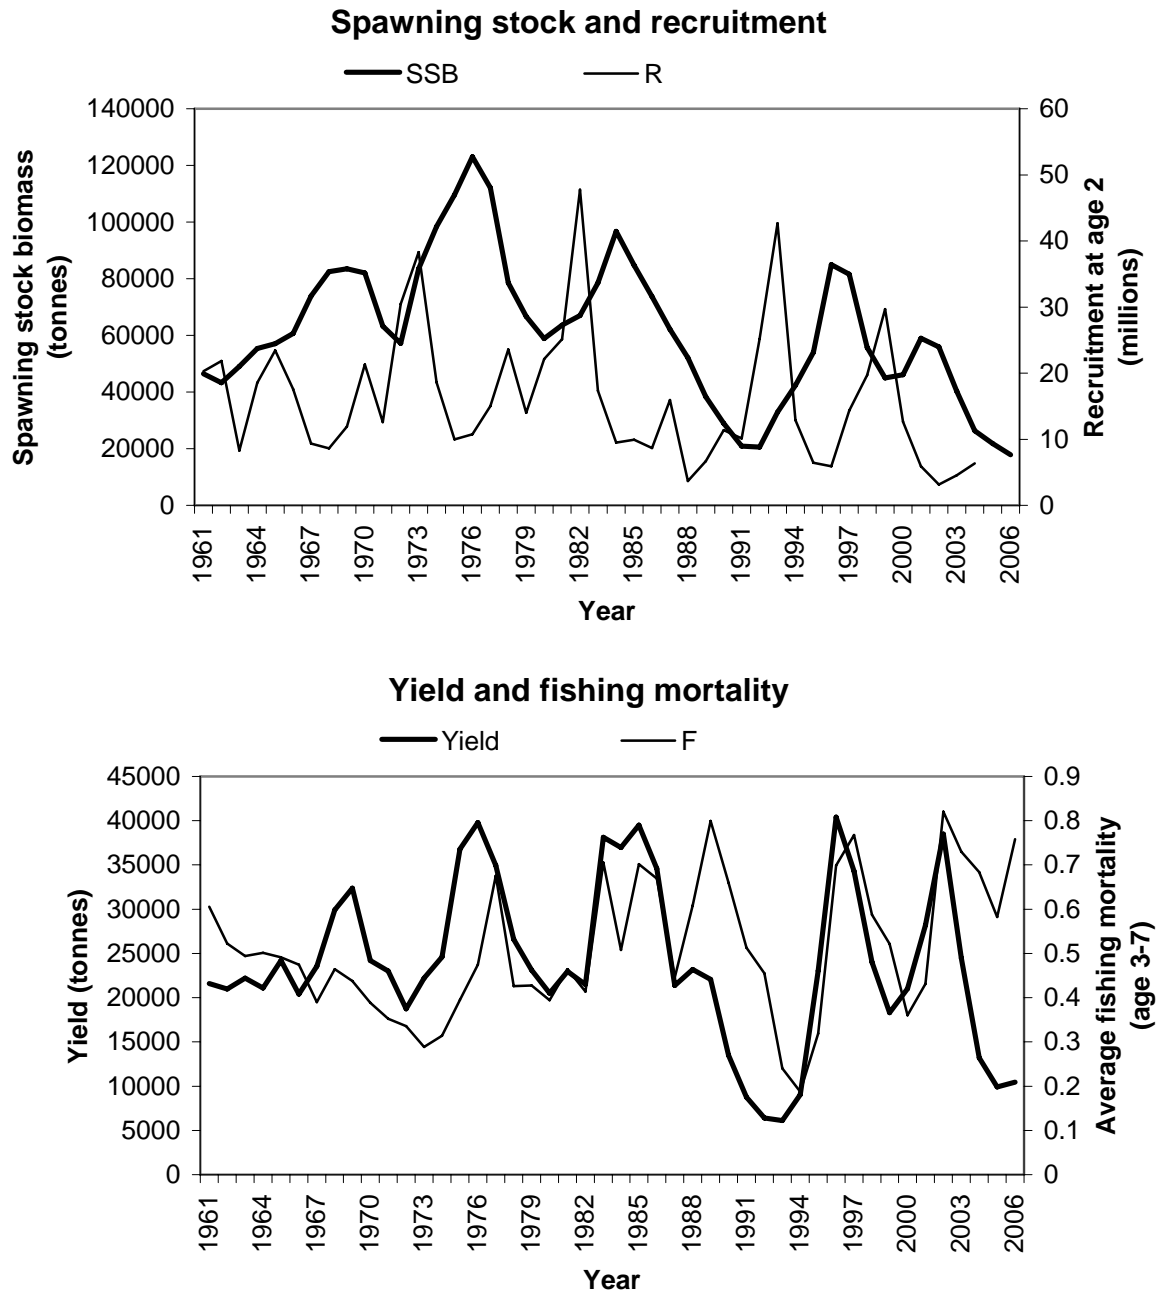 Spawning stock and recruitment
SSB R
Spawning stock biomass
(tonnes)
140000
120000
100000
80000
60000
40000
20000
0
60
50
40
30
20
10
0
Recruitment at age 2
(millions)
1961 1964 1967 1970 1973 1976 1979 1982 1985 1988 1991 1994 1997 2000 2003 2006
Year
Yield and fishing mortality
Yield F
Yield (tonnes)
45000
40000
35000
30000
25000
20000
15000
10000
5000
0
0.9
0.8
0.7
0.6
0.5
0.4
0.3
0.2
0.1
0
Average fishing mortality
(age 3-7)
1961 1964 1967 1970 1973 1976 1979 1982 1985 1988 1991 1994 1997 2000 2003 2006
Year